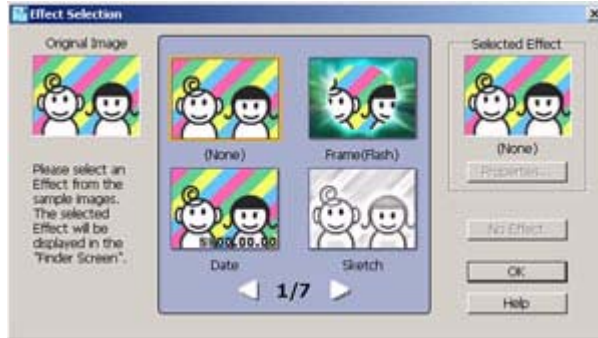 Effect Selection
Original Image
Please select an
Effect from the
sample images.
The selected
Effect will be
displayed in the
"Finder Screen".
(None)
Frame(Flash)
Date
Sketch
1/7
Selected Effect
(None)
Properties...
No Effect
OK
Help